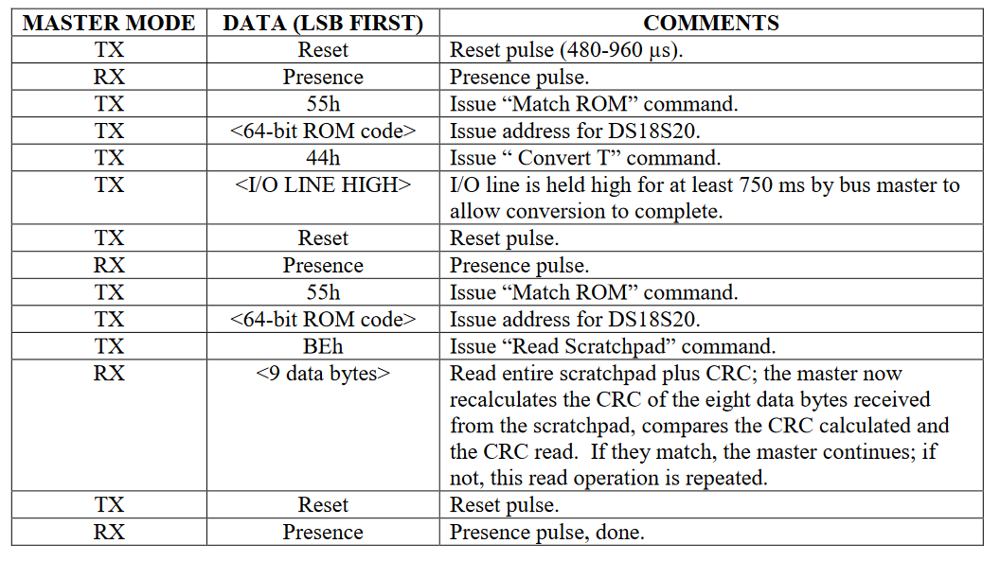 MASTER MODE DATA (LSB FIRST) COMMENTS
TX Reset Reset pulse (480-960 µs).
RX Presence Presence pulse.
TX 55h Issue “Match ROM” command.
TX <64-bit ROM code> Issue address for DS18S20.
TX 44h Issue “ Convert T” command.
TX <I/O LINE HIGH> I/O line is held high for at least 750 ms by bus master to
allow conversion to complete.
TX Reset Reset pulse.
RX Presence Presence pulse.
TX 55h Issue “Match ROM” command.
TX <64-bit ROM code> Issue address for DS18S20.
TX BEh Issue “Read Scratchpad” command.
RX <9 data bytes> Read entire scratchpad plus CRC; the master now
recalculates the CRC of the eight data bytes received
from the scratchpad, compares the CRC calculated and
the CRC read.  If they match, the master continues; if
not, this read operation is repeated.
TX Reset Reset pulse.
RX Presence Presence pulse, done.